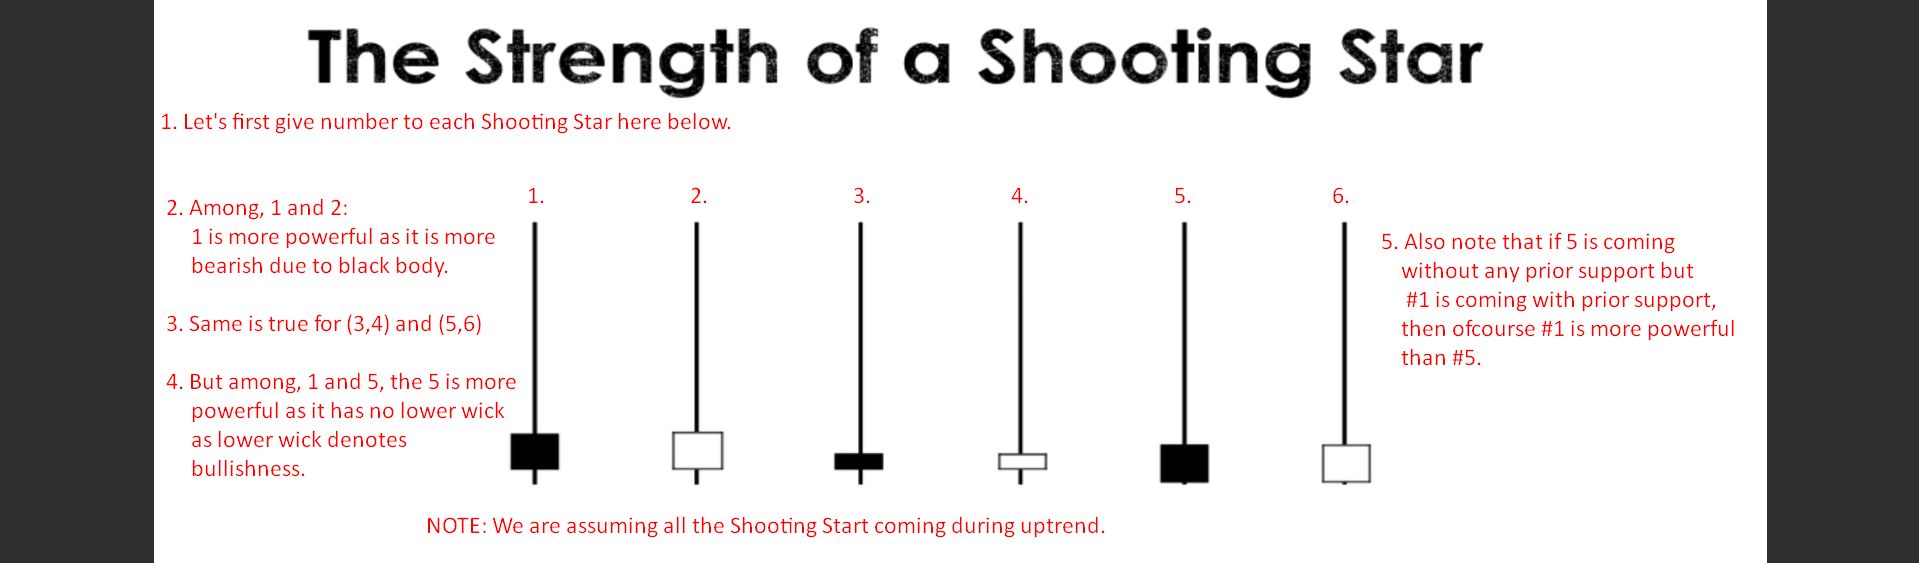 The Strength of a Shooting Star
1. Let's first give number to each Shooting Star here below.
1.
2.
3.
4.
5.
6.
2. Among, 1 and 2:
1 is more powerful as it is more
bearish due to black body.
3. Same is true for (3,4) and (5,6)
4. But among, 1 and 5, the 5 is more
powerful as it has no lower wick
as lower wick denotes
bullishness.
5. Also note that if 5 is coming
without any prior support but
#1 is coming with prior support,
then ofcourse #1 is more powerful
than #5.
NOTE: We are assuming all the Shooting Start coming during uptrend.